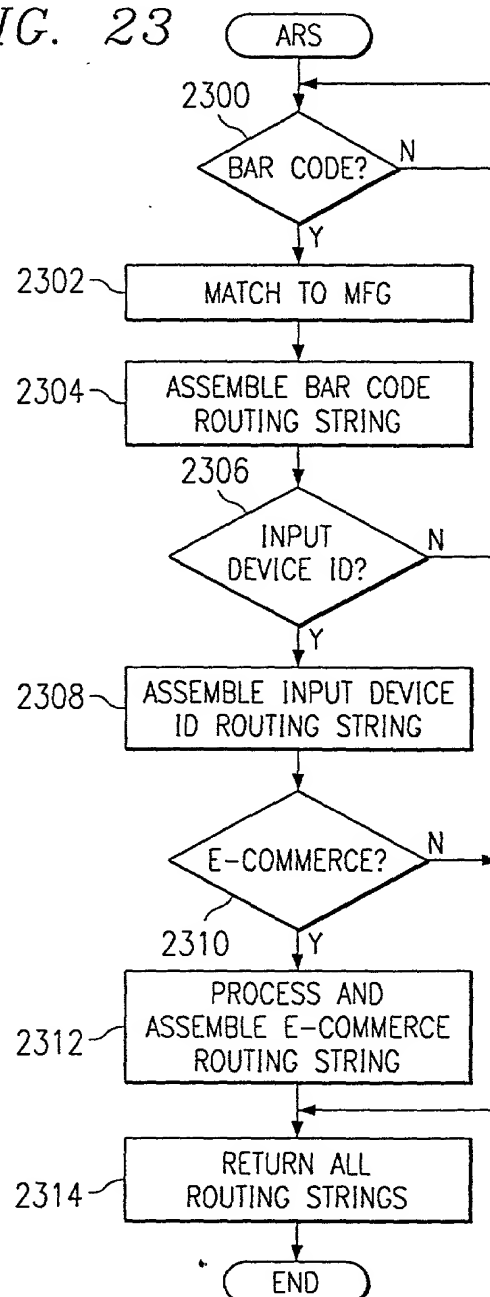 IG. 23
ARS
2300
BAR CODE?
N
Y
2302
MATCH TO MFG
2304
ASSEMBLE BAR CODE
ROUTING STRING
2306
INPUT
DEVICE ID?
N
Y
2308
ASSEMBLE INPUT DEVICE
ID ROUTING STRING
E-COMMERCE?
N
2310
Y
2312
PROCESS AND
ASSEMBLE E-COMMERCE
ROUTING STRING
2314
RETURN ALL
ROUTING STRINGS
END